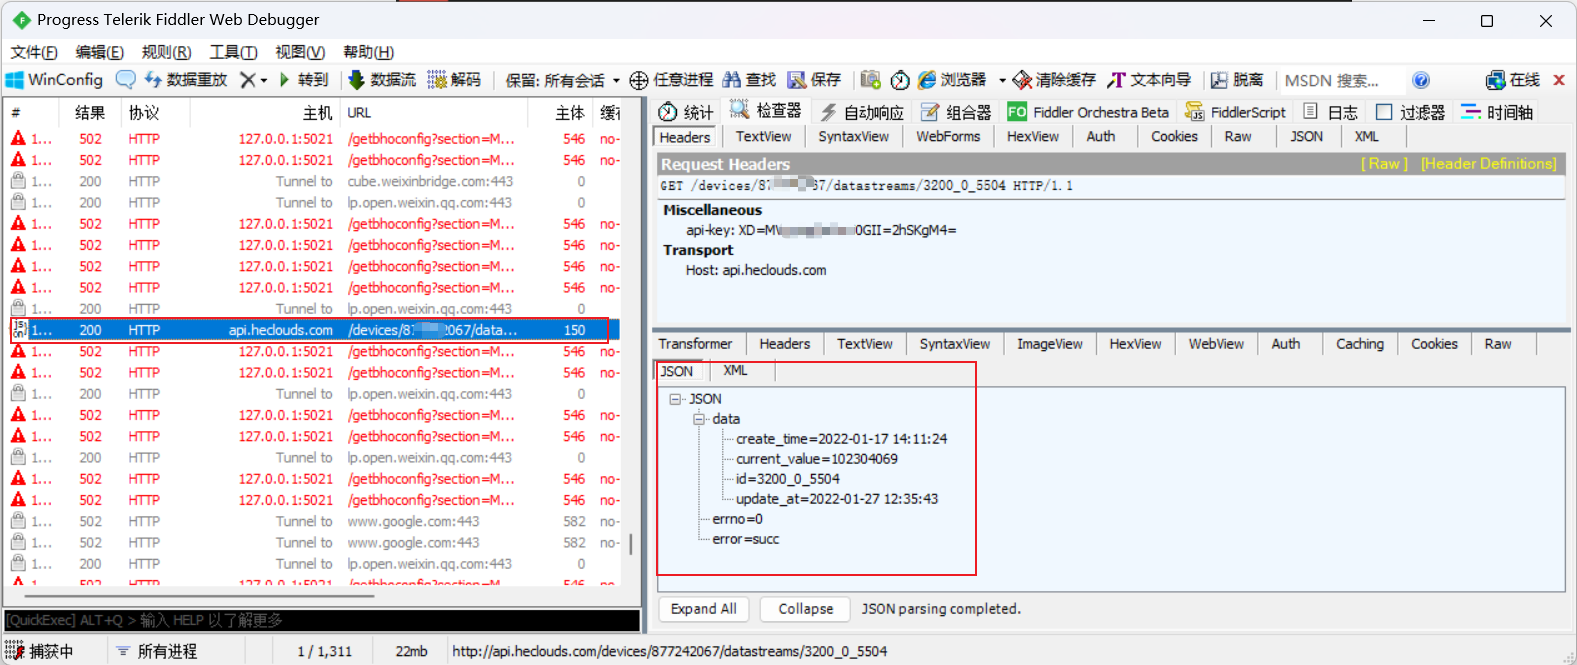 Progress Telerik Fiddler Web Debugger
文件(F) 编辑(E) 规则(R) 工具(T) 视图(V) 帮助(H)
WinConfig 数据重放 转到 数据流 解码 保留: 所有会话 任意进程 查找 保存 浏览器 清除缓存 文本向导 脱离 MSDN 搜索... 在线
# 结果 协议 主机 URL 主体 缓存
1... 502 HTTP 127.0.0.1:5021 /getbhoconfig?section=M... 546 no-
1... 502 HTTP 127.0.0.1:5021 /getbhoconfig?section=M... 546 no-
1... 200 HTTP Tunnel to cube.weixinbridge.com:443 0
1... 200 HTTP Tunnel to lp.open.weixin.qq.com:443 0
1... 502 HTTP 127.0.0.1:5021 /getbhoconfig?section=M... 546 no-
1... 502 HTTP 127.0.0.1:5021 /getbhoconfig?section=M... 546 no-
1... 502 HTTP 127.0.0.1:5021 /getbhoconfig?section=M... 546 no-
1... 502 HTTP 127.0.0.1:5021 /getbhoconfig?section=M... 546 no-
1... 200 HTTP Tunnel to lp.open.weixin.qq.com:443 0
1... 200 HTTP api.heclouds.com /devices/87 2067/data... 150
1... 502 HTTP 127.0.0.1:5021 /getbhoconfig?section=M... 546 no-
1... 502 HTTP 127.0.0.1:5021 /getbhoconfig?section=M... 546 no-
1... 200 HTTP Tunnel to lp.open.weixin.qq.com:443 0
1... 502 HTTP 127.0.0.1:5021 /getbhoconfig?section=M... 546 no-
1... 502 HTTP 127.0.0.1:5021 /getbhoconfig?section=M... 546 no-
1... 200 HTTP Tunnel to lp.open.weixin.qq.com:443 0
1... 502 HTTP 127.0.0.1:5021 /getbhoconfig?section=M... 546 no-
1... 502 HTTP 127.0.0.1:5021 /getbhoconfig?section=M... 546 no-
1... 502 HTTP Tunnel to www.google.com:443 582 no-
1... 502 HTTP Tunnel to www.google.com:443 582 no-
1... 200 HTTP Tunnel to lp.open.weixin.qq.com:443 0
1... 502 HTTP 127.0.0.1:5021 /getbhoconfig?section=M... 546 no-
[QuickExec] ALT+Q > 输入 HELP 以了解更多
统计 检查器 自动响应 组合器 FO Fiddler Orchestra Beta FiddlerScript 日志 过滤器 时间轴
Headers TextView SyntaxView WebForms HexView Auth Cookies Raw JSON XML
Request Headers [ Raw ] [Header Definitions]
GET /devices/87 67/datastreams/3200_0_5504 HTTP/1.1
Miscellaneous
api-key: XD=M 0GII=2hSKgM4=
Transport
Host: api.heclouds.com
Transformer Headers TextView SyntaxView ImageView HexView WebView Auth Caching Cookies Raw
JSON XML
JSON
data
create_time=2022-01-17 14:11:24
current_value=102304069
id=3200_0_5504
update_at=2022-01-27 12:35:43
errno=0
error=succ
Expand All Collapse JSON parsing completed.
捕获中 所有进程 1 / 1,311 22mb http://api.heclouds.com/devices/877242067/datastreams/3200_0_5504